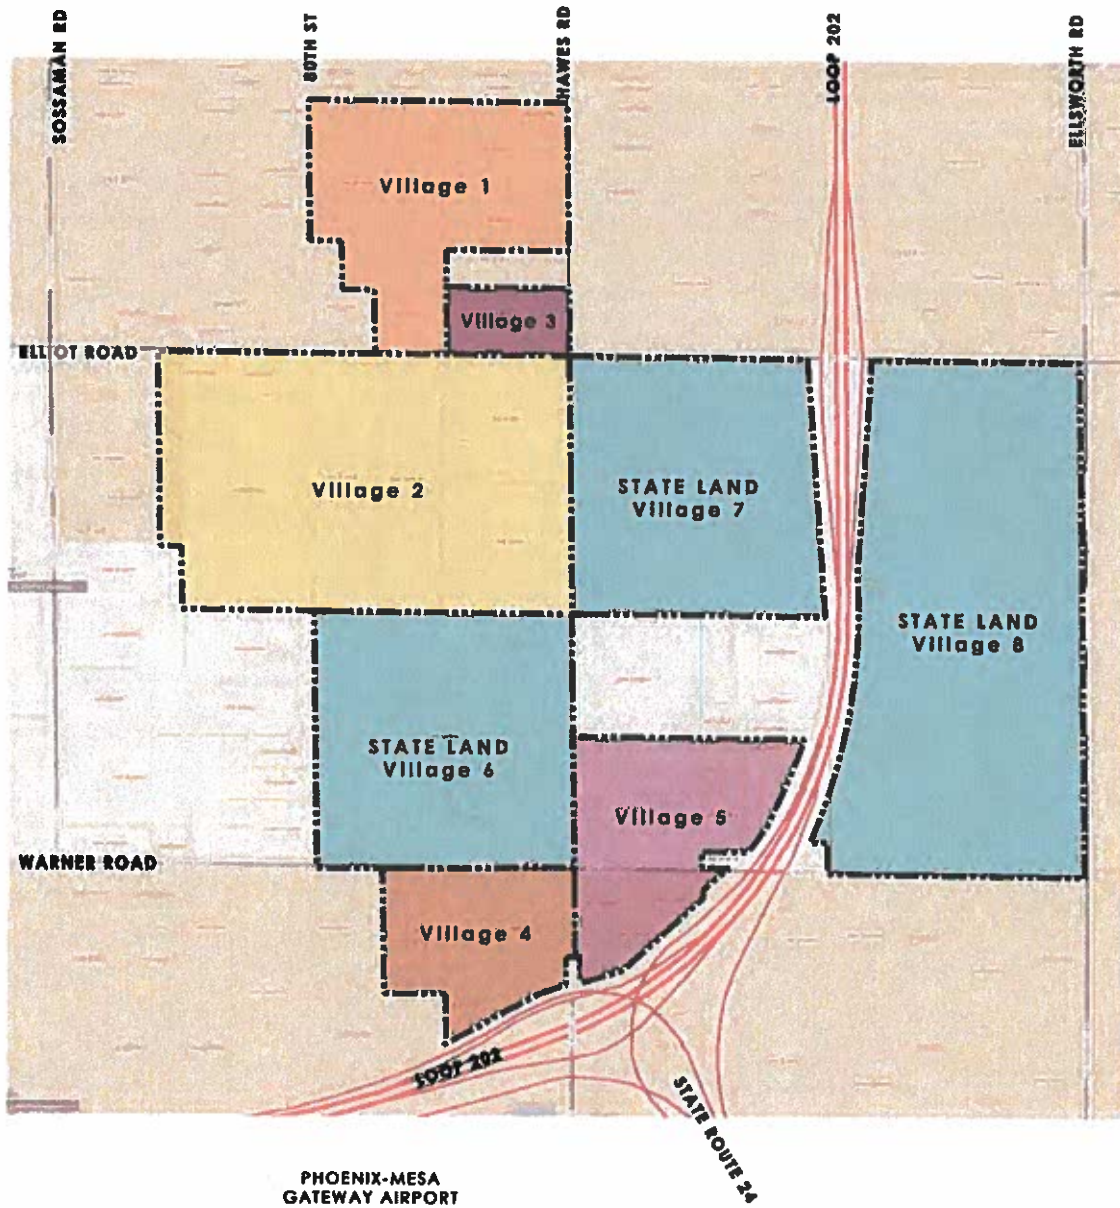 SOSSAMAN RD
80TH ST
HAWES RD
LOOP 202
ELLSWORTH RD
Village 1
Village 3
ELLIOT ROAD
Village 2
STATE LAND
Village 7
STATE LAND
Village 8
STATE LAND
Village 6
Village 5
WARNER ROAD
Village 4
LOOP 202
STATE ROUTE 24
PHOENIX-MESA
GATEWAY AIRPORT